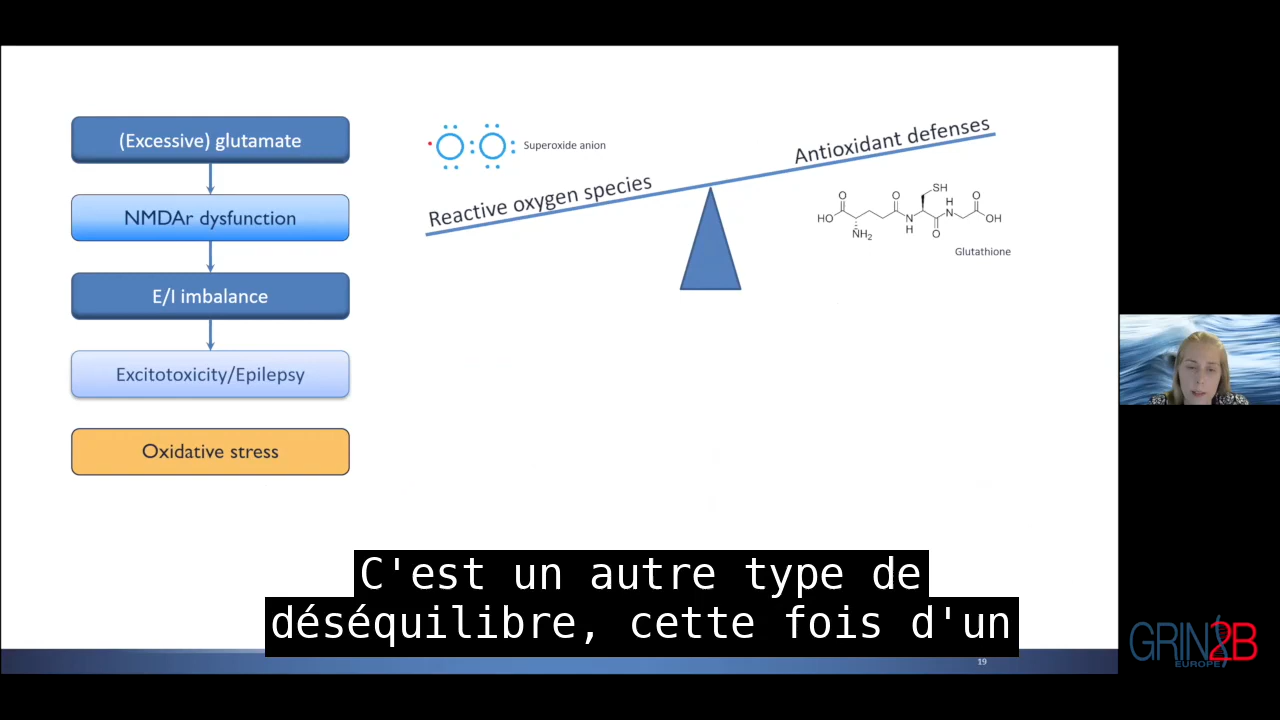 (Excessive) glutamate
NMDAr dysfunction
E/I imbalance
Excitotoxicity/Epilepsy
Oxidative stress
Superoxide anion
Reactive oxygen species
Antioxidant defenses
O
HO
NH₂
O
N
H
SH
O
H
N
O
OH
Glutathione
C'est un autre type de
déséquilibre, cette fois d'un
19
GRIN2B
EUROPE